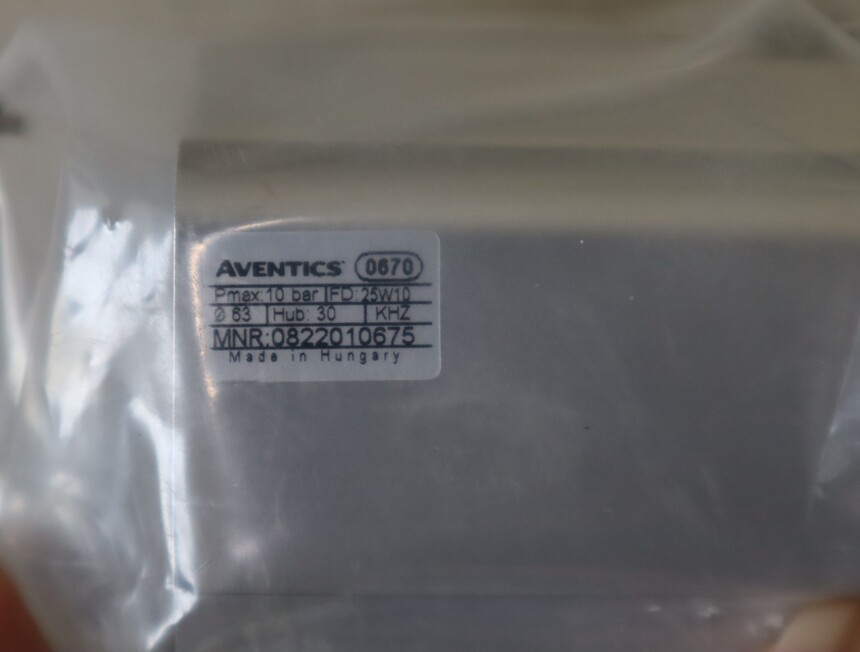 AVENTICS 0670
Pmax:10 bar FD:25W10
Ø 63 Hub: 30 KHZ
MNR:0822010675
Made in Hungary